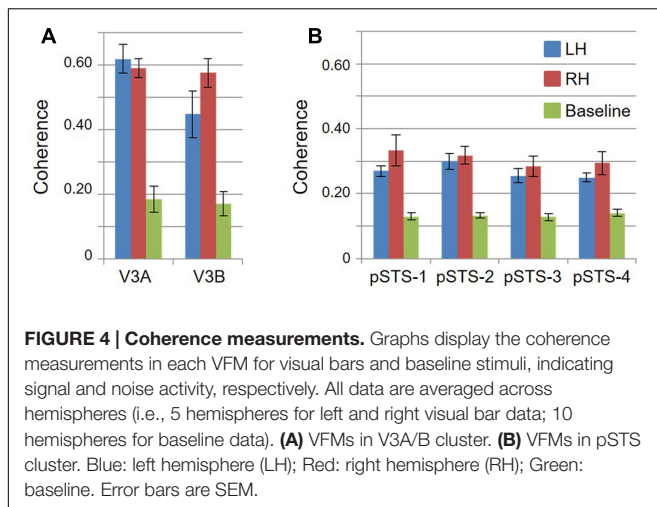 A
B
0.60
0.40
0.20
0
Coherence
V3A
V3B
0.60
0.40
0.20
0
Coherence
LH
RH
Baseline
pSTS-1
pSTS-2
pSTS-3
pSTS-4
FIGURE 4 | Coherence measurements. Graphs display the coherence
measurements in each VFM for visual bars and baseline stimuli, indicating
signal and noise activity, respectively. All data are averaged across
hemispheres (i.e., 5 hemispheres for left and right visual bar data; 10
hemispheres for baseline data). (A) VFMs in V3A/B cluster. (B) VFMs in pSTS
cluster. Blue: left hemisphere (LH); Red: right hemisphere (RH); Green:
baseline. Error bars are SEM.